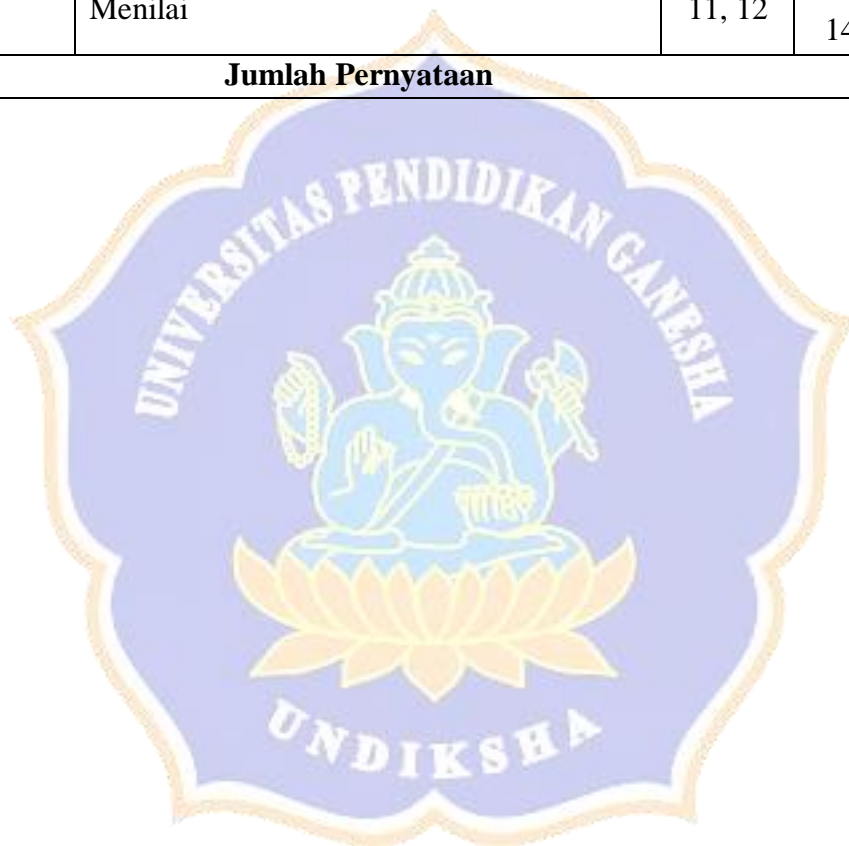 Menilai 11, 12 14
Jumlah Pernyataan
UNIVERSITAS PENDIDIKAN GANESHA
UNDIKSHA